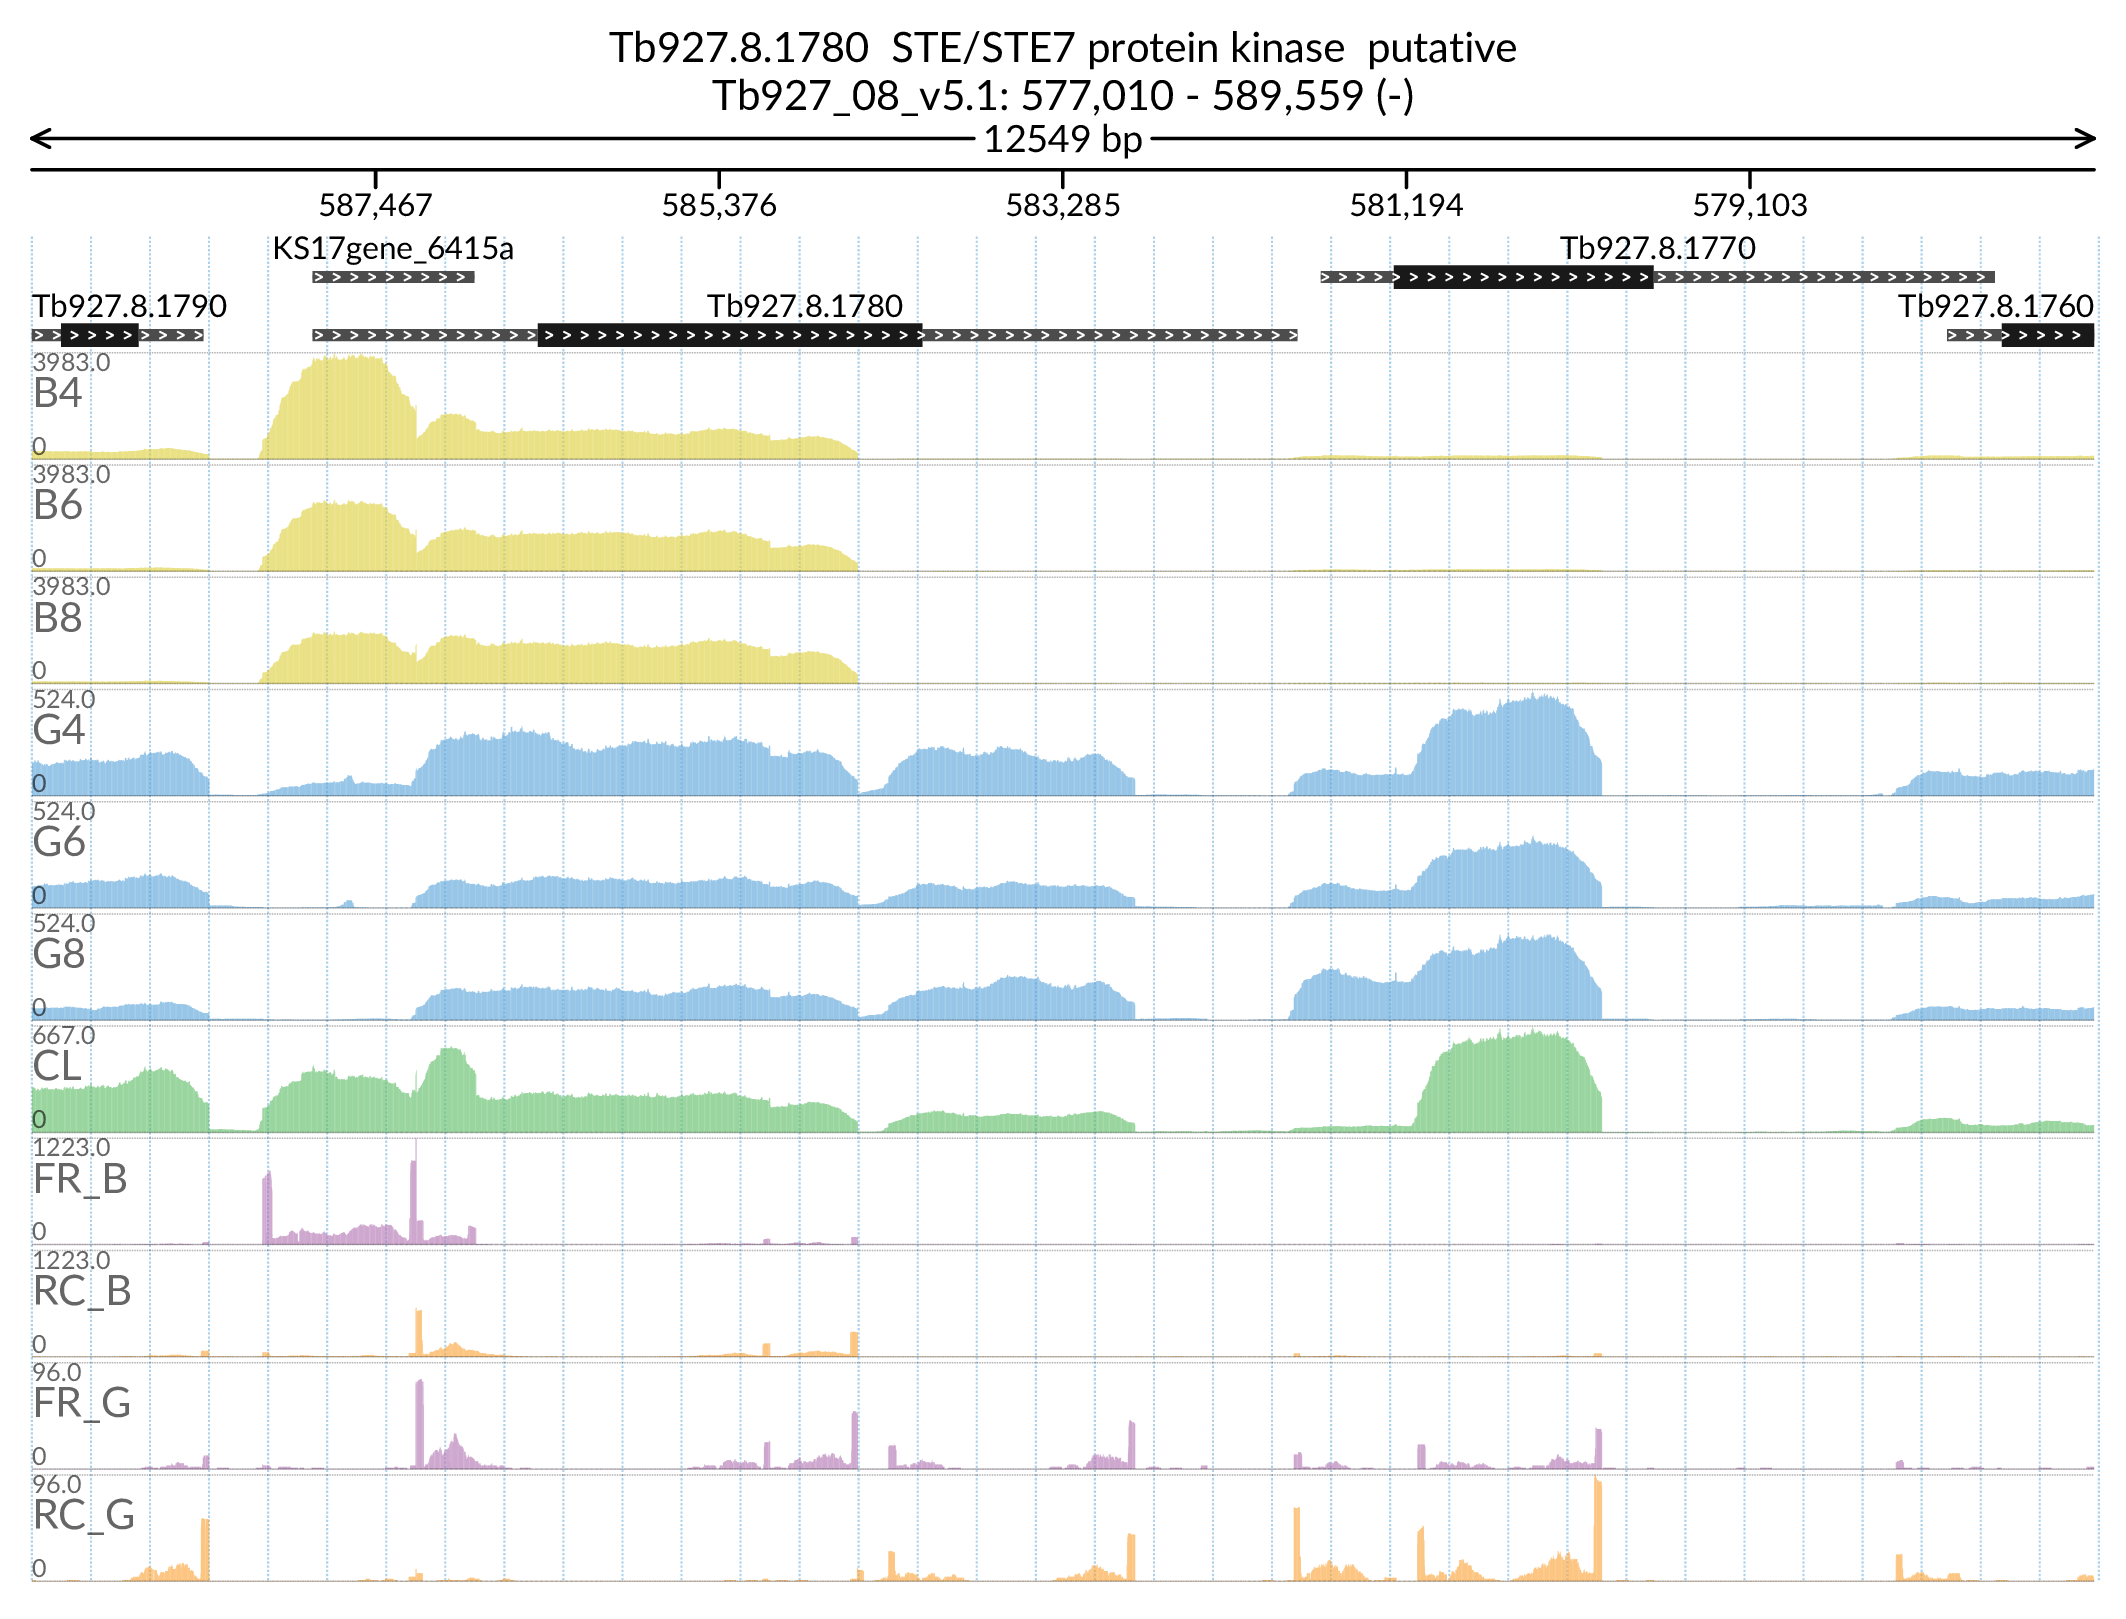 Tb927.8.1780  STE/STE7 protein kinase  putative
Tb927_08_v5.1: 577,010 - 589,559 (-)
12549 bp
587,467 585,376 583,285 581,194 579,103
KS17gene_6415a Tb927.8.1770
Tb927.8.1790 Tb927.8.1780 Tb927.8.1760
3983.0
B4
0
3983.0
B6
0
3983.0
B8
0
524.0
G4
0
524.0
G6
0
524.0
G8
0
667.0
CL
0
1223.0
FR_B
0
1223.0
RC_B
0
96.0
FR_G
0
96.0
RC_G
0